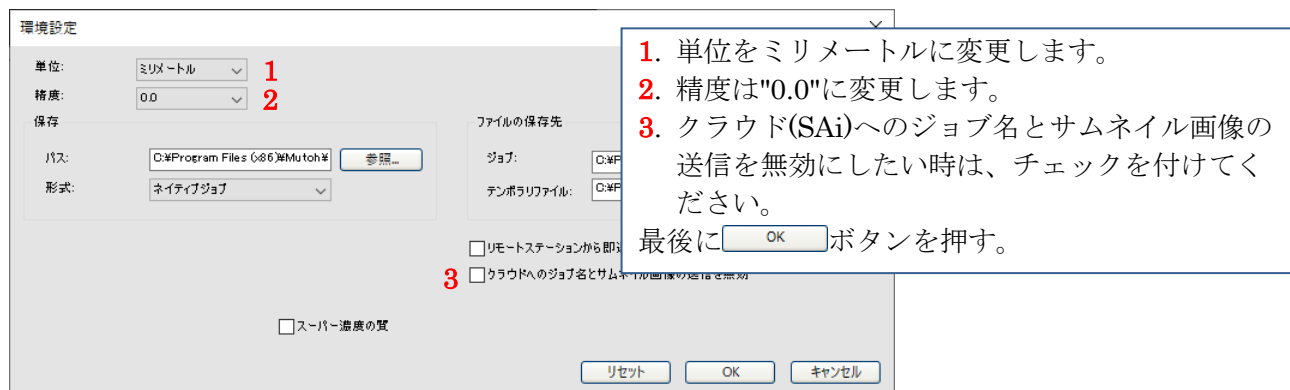 環境設定
単位:
ミリメートル
1
精度:
0.0
2
保存
パス:
C:¥Program Files (x86)¥Mutoh¥
参照...
形式:
ネイティブジョブ
ファイルの保存先
ジョブ:
C:¥P
テンポラリファイル:
C:¥P
リモートステーションから即
3
クラウドへのジョブ名とサムネイル画像の送信を無効
スーパー濃度の質
リセット
OK
キャンセル
1. 単位をミリメートルに変更します。
2. 精度は"0.0"に変更します。
3. クラウド(SAi)へのジョブ名とサムネイル画像の
送信を無効にしたい時は、チェックを付けてく
ださい。
最後に OK ボタンを押す。